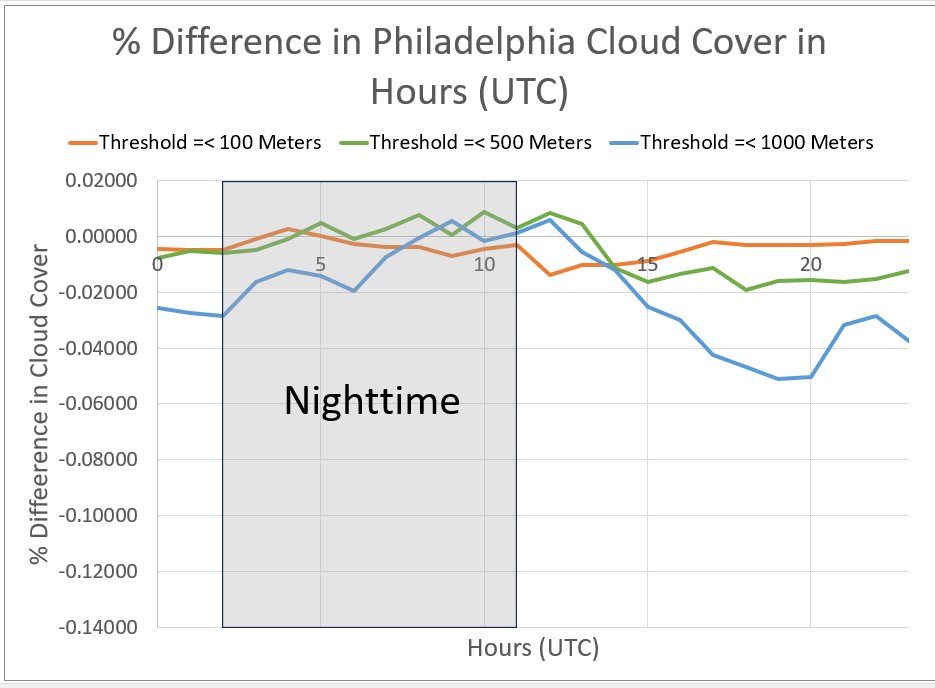 % Difference in Philadelphia Cloud Cover in
Hours (UTC)
Threshold =< 100 Meters Threshold =< 500 Meters Threshold =< 1000 Meters
0.02000
0.00000
0 5 10 15 20
-0.02000
-0.04000
-0.06000
-0.08000
-0.10000
-0.12000
-0.14000
% Diffeerence in Cloud Cover
Nighttime
Hours (UTC)